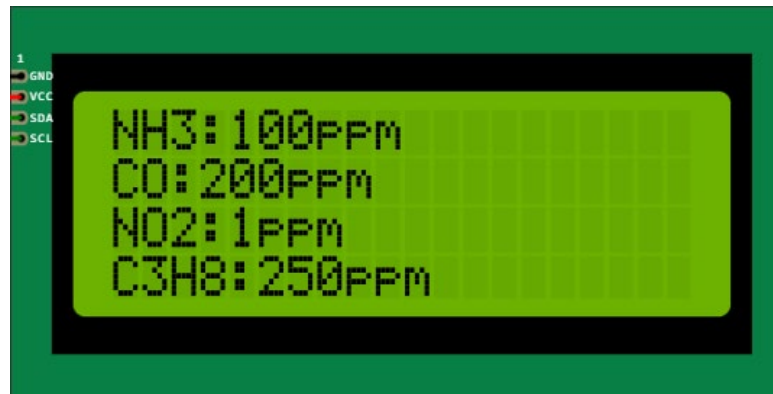 1
GND
VCC
SDA
SCL
NH3:100ppm
CO:200ppm
NO2:1ppm
C3H8:250ppm